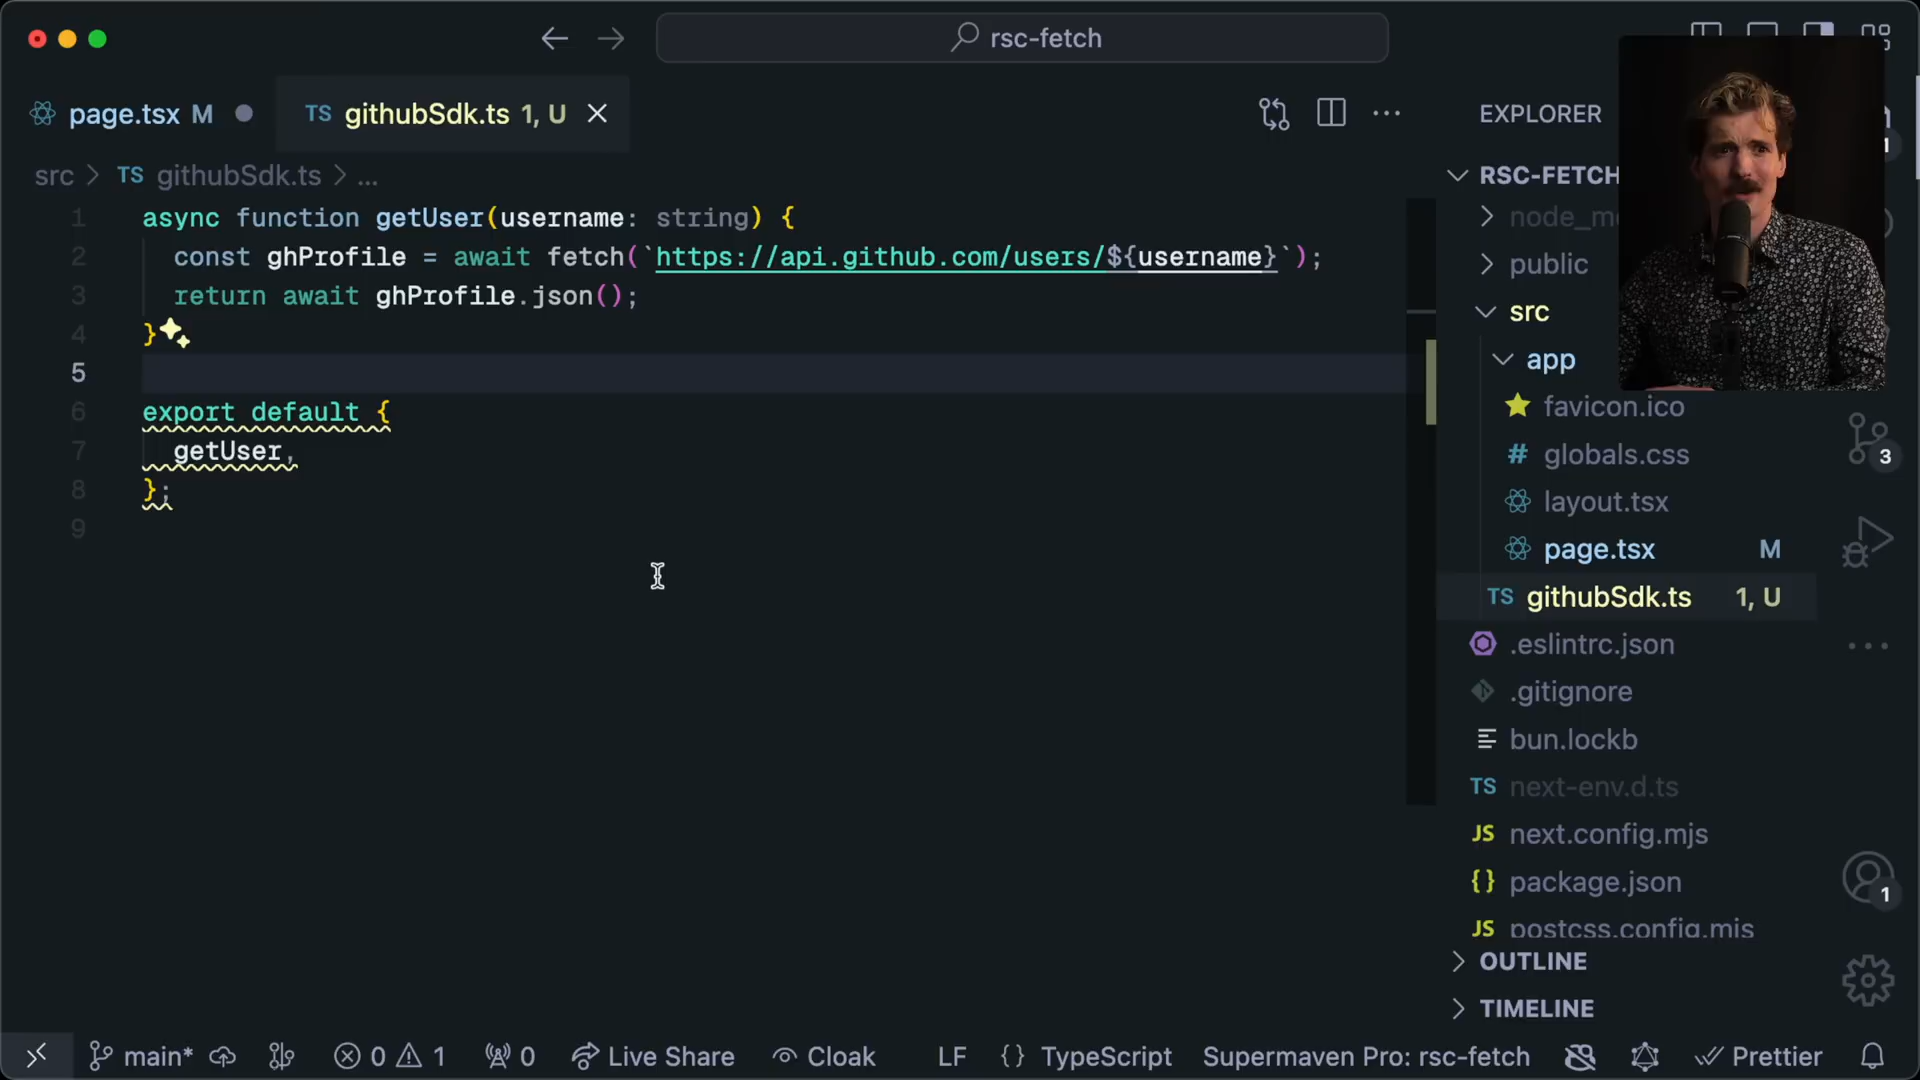 rsc-fetch
page.tsx M
TS githubSdk.ts 1, U
EXPLORER
src > TS githubSdk.ts > ...
RSC-FETCH
1 async function getUser(username: string) {
2 const ghProfile = await fetch(`https://api.github.com/users/${username}`);
3 return await ghProfile.json();
4 }
5
6 export default {
7 getUser,
8 };
9
public
src
app
favicon.ico
# globals.css
layout.tsx
page.tsx M
TS githubSdk.ts 1, U
.eslintrc.json
.gitignore
bun.lockb
TS next-env.d.ts
JS next.config.mjs
{} package.json
JS postcss.config.mjs
OUTLINE
TIMELINE
1
3
1
main* 0 1 0 Live Share Cloak LF {} TypeScript Supermaven Pro: rsc-fetch Prettier